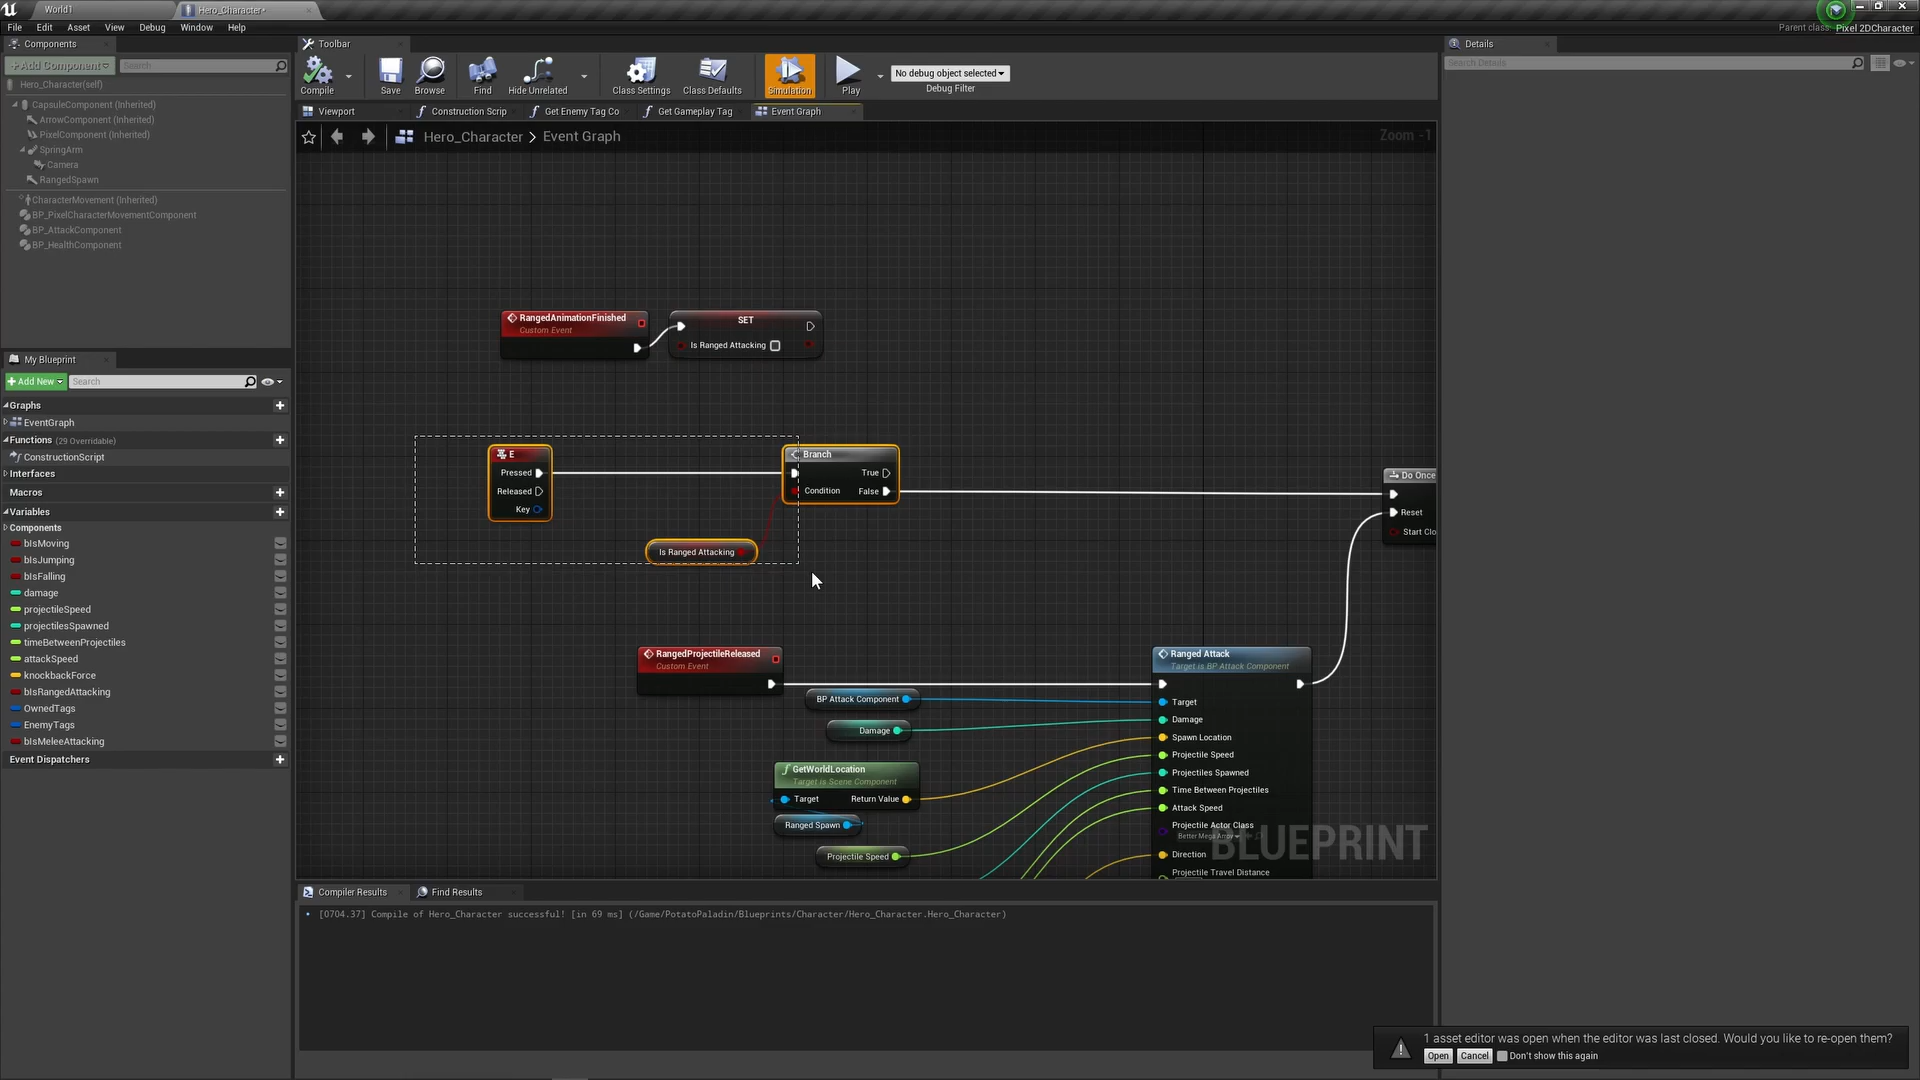 World1
Hero_Character*
File Edit Asset View Debug Window Help
Parent class: Pixel 2DCharacter
Components
+Add Component
Search
Hero_Character(self)
CapsuleComponent (Inherited)
ArrowComponent (Inherited)
PixelComponent (Inherited)
SpringArm
Camera
RangedSpawn
CharacterMovement (Inherited)
BP_PixelCharacterMovementComponent
BP_AttackComponent
BP_HealthComponent
My Blueprint
+Add New
Search
Graphs
EventGraph
Functions (29 Overridable)
ConstructionScript
Interfaces
Macros
Variables
Components
bIsMoving
bIsJumping
bIsFalling
damage
projectileSpeed
projectilesSpawned
timeBetweenProjectiles
attackSpeed
knockbackForce
bIsRangedAttacking
OwnedTags
EnemyTags
bIsMeleeAttacking
Event Dispatchers
Toolbar
Compile
Save
Browse
Find
Hide Unrelated
Class Settings
Class Defaults
Simulation
Play
No debug object selected
Debug Filter
Viewport
Construction Scrip
Get Enemy Tag Co
Get Gameplay Tag
Event Graph
Hero_Character > Event Graph
Zoom -1
RangedAnimationFinished
Custom Event
SET
Is Ranged Attacking
E
Pressed
Released
Key
Branch
True
Condition False
Is Ranged Attacking
Do Once
Reset
Start Clo
RangedProjectileReleased
Custom Event
BP Attack Component
Damage
GetWorldLocation
Target is Scene Component
Target Return Value
Ranged Spawn
Projectile Speed
Ranged Attack
Target is BP Attack Component
Target
Damage
Spawn Location
Projectile Speed
Projectiles Spawned
Time Between Projectiles
Attack Speed
Projectile Actor Class
Better Mega Array
Direction
Projectile Travel Distance
BLUEPRINT
Compiler Results
Find Results
[0704.37] Compile of Hero_Character successful! [in 69 ms] (/Game/PotatoPaladin/Blueprints/Character/Hero_Character.Hero_Character)
Details
Search Details
1 asset editor was open when the editor was last closed. Would you like to re-open them?
Open Cancel Don't show this again